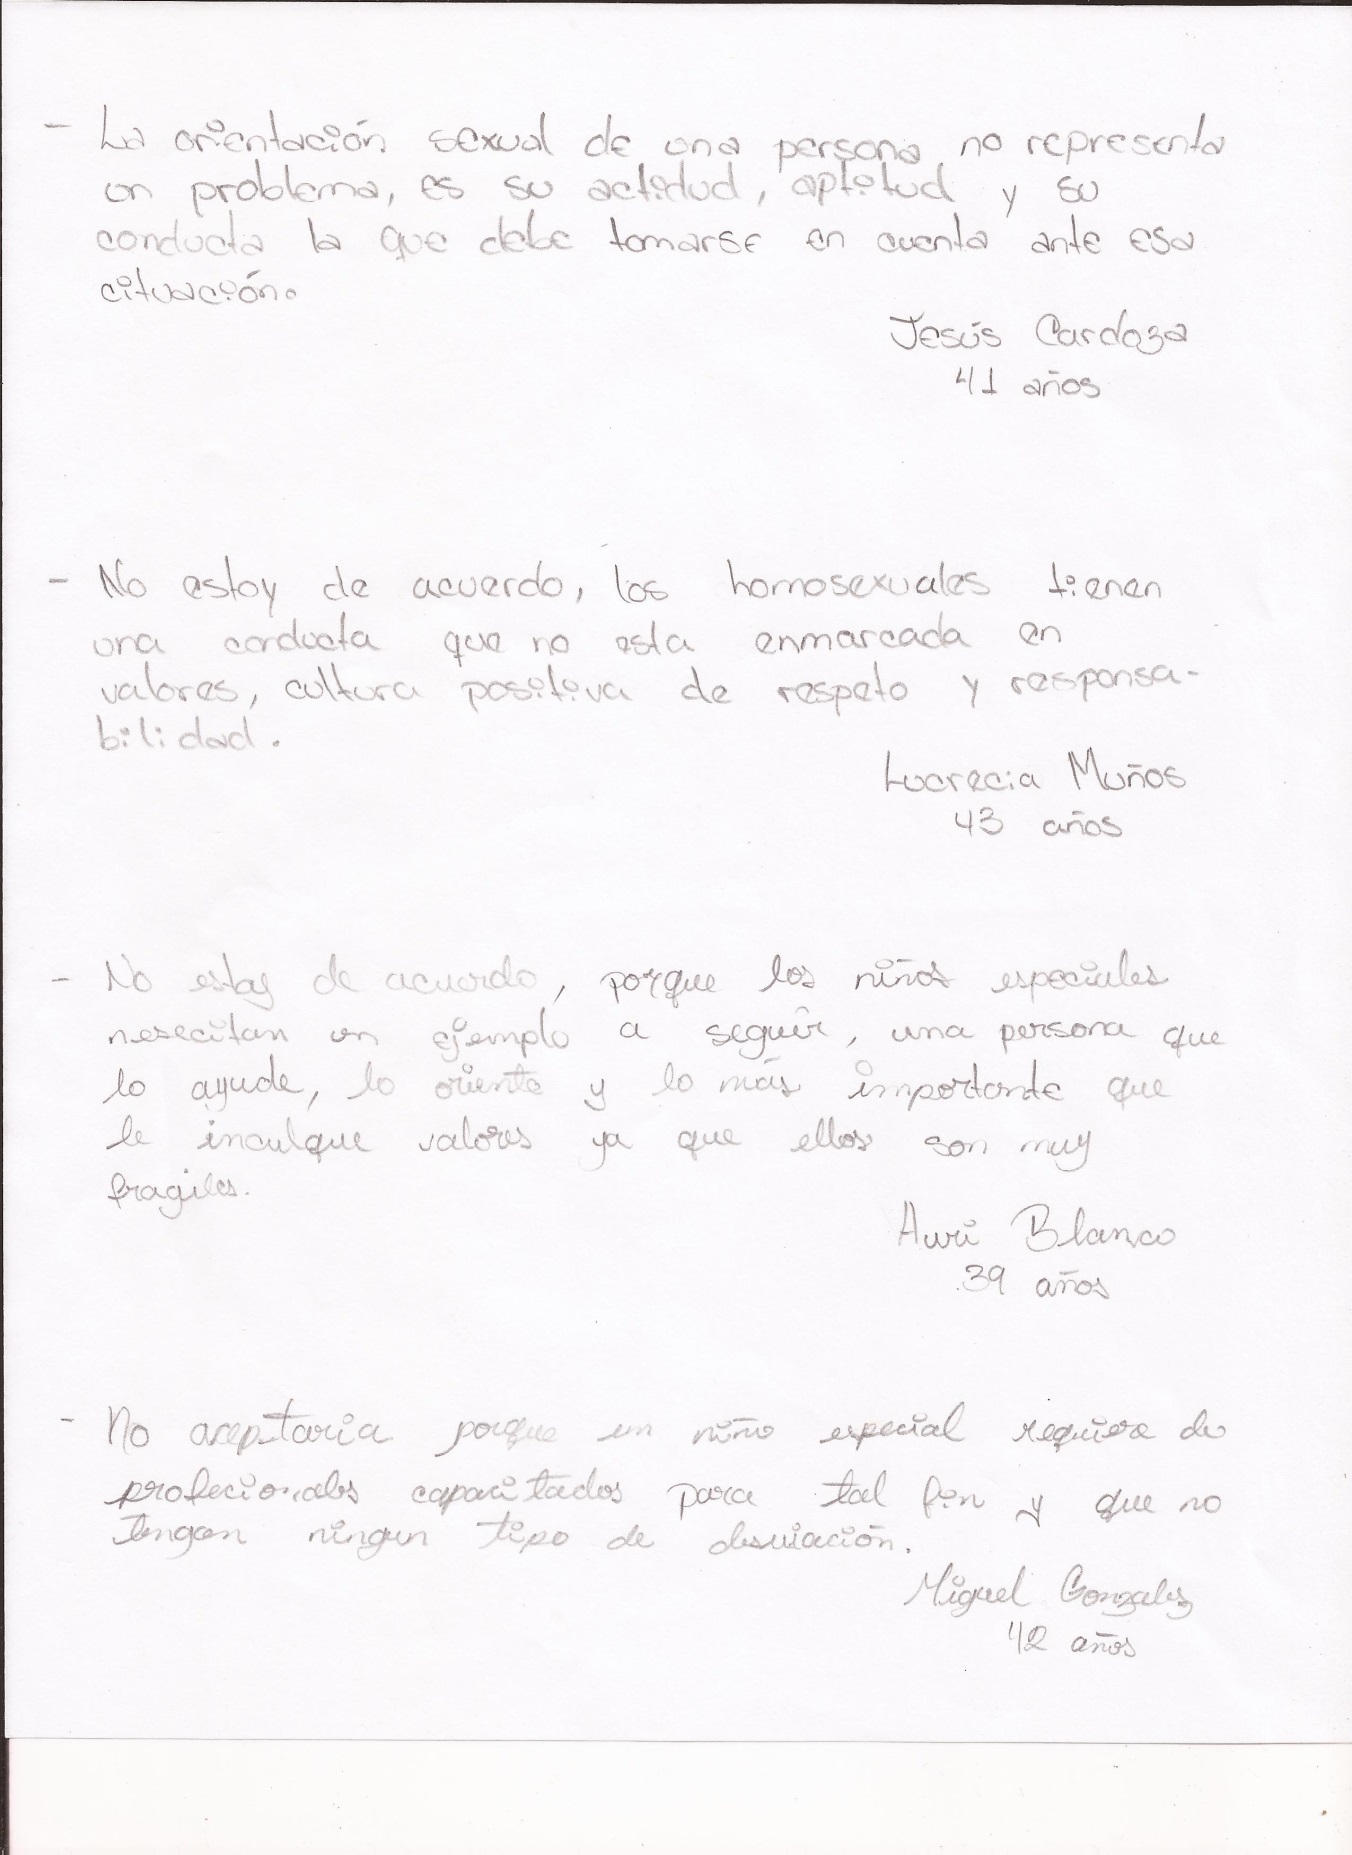 - La orientación sexual de una persona no representa
un problema, es su actidud, aptitud y su
conducta la que debe tomarse en cuenta ante esa
cituación.
Jesús Cardoza
41 años
- No estoy de acuerdo, los homosexuales tienen
una conducta que no esta enmarcada en
valores, cultura positiva de respeto y responsa-
bilidad.
Lucrecia Muños
43 años
- No estoy de acuerdo, porque los niños especiales
nesecitan un ejemplo a seguir, una persona que
lo ayude, lo oriente y lo más importante que
le inculque valores ya que ellos son muy
fragiles.
Auri Blanco
39 años
- No aceptaria porque un niño especial requiere de
profecionales capacitados para tal fin y que no
tengan ningun tipo de desviación.
Miguel Gonzalez
42 años